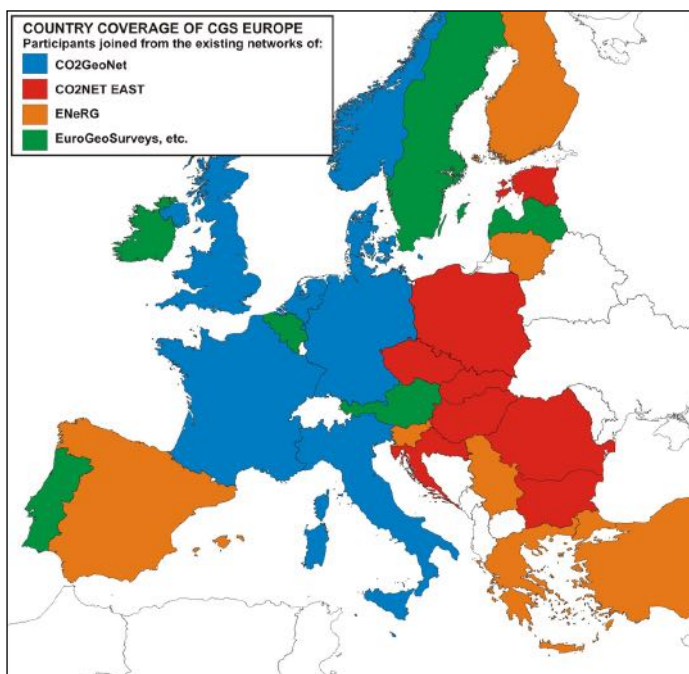 COUNTRY COVERAGE OF CGS EUROPE
Participants joined from the existing networks of:
CO2GeoNet
CO2NET EAST
ENeRG
EuroGeoSurveys, etc.